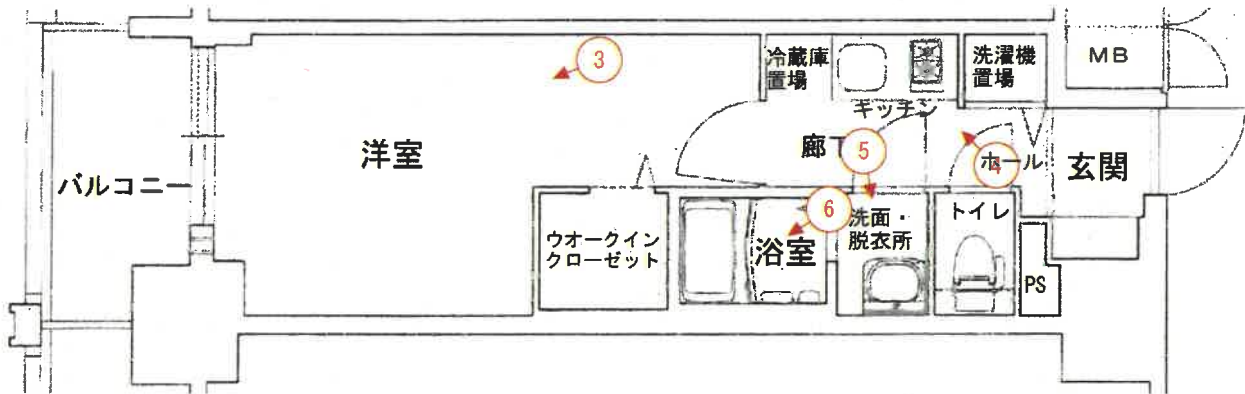 ③
冷蔵庫
置場
洗濯機
置場
MB
キッチン
洋室
廊下
⑤
ホール
④
玄関
バルコニー
⑥
ウオークイン
クローゼット
浴室
洗面・
脱衣所
トイレ
PS